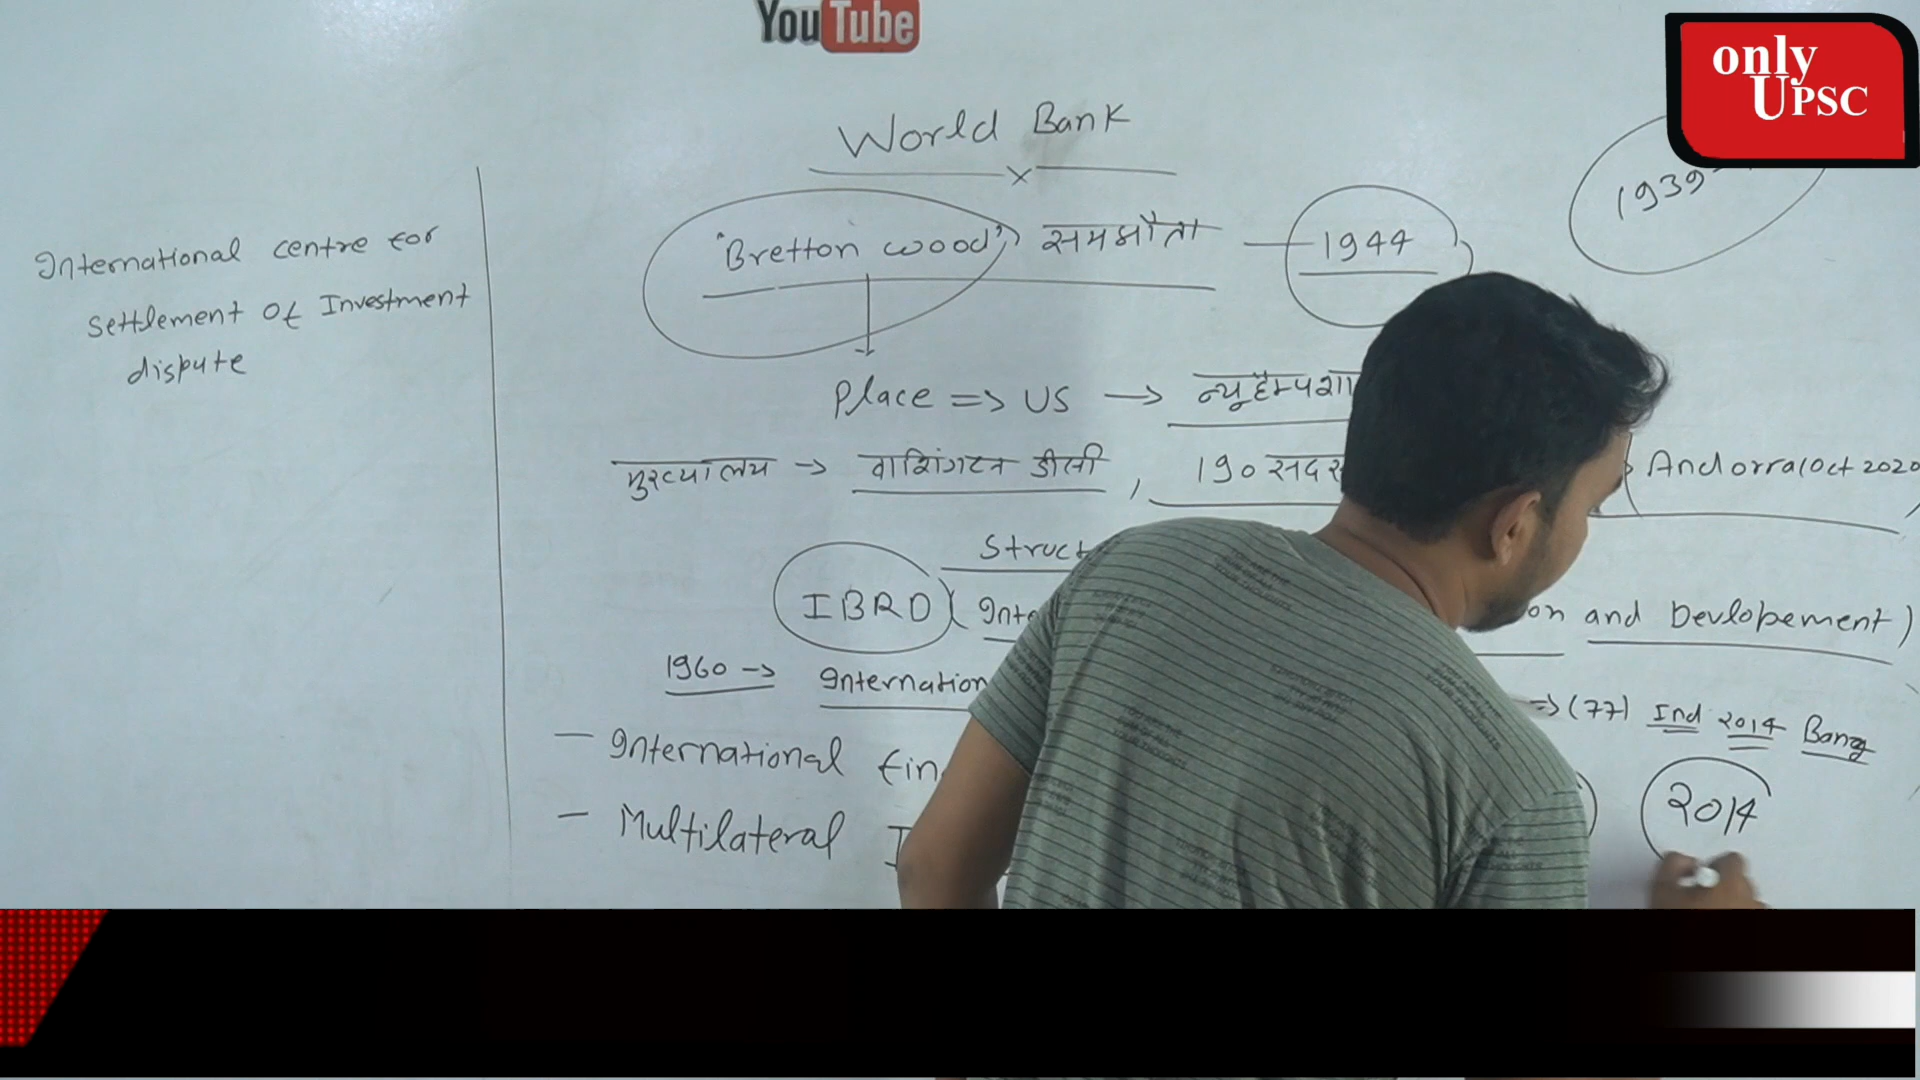 YouTube
only
UPSC
World Bank
1939
"Bretton wood" समझौता — 1944
International centre for
settlement of Investment
dispute
Place => US → न्यू हैम्पशा
मुख्यालय → वाशिंगटन डीसी, 190 सदस (Andorra (Oct 2020
Struct
IBRD (Inte on and Devlopement)
1960 → Internation => (77) Ind 2014 Bang
- International fin 2014
- Multilateral I